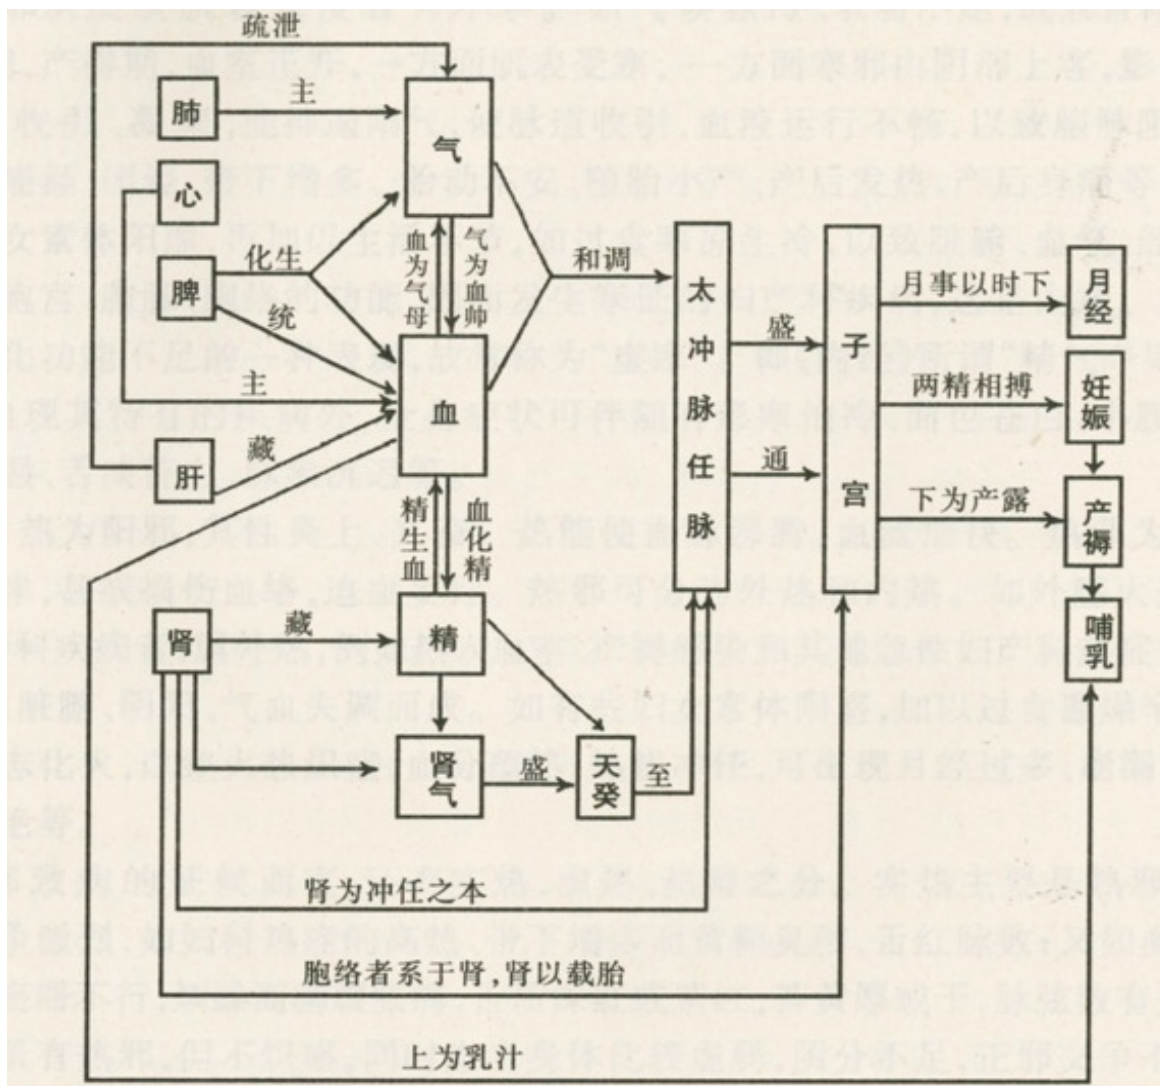 疏泄
肺
主
气
心
脾
化生
统
主
肝
藏
血为气母
气为血帅
血
和调
太冲脉任脉
盛
通
子宫
月事以时下
月经
两精相搏
妊娠
下为产露
产褥
哺乳
精生血
血化精
肾
藏
精
肾气
盛
天癸
至
肾为冲任之本
胞络者系于肾,肾以载胎
上为乳汁